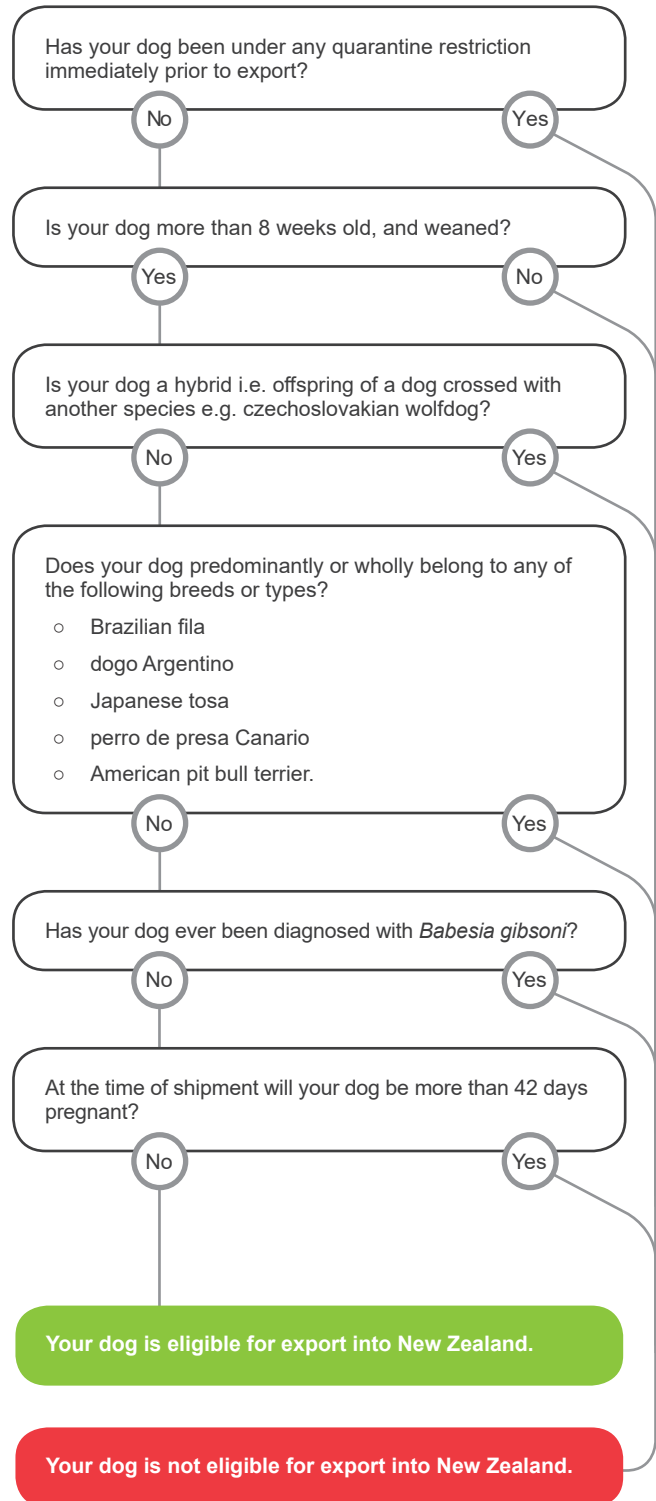 Has your dog been under any quarantine restriction
immediately prior to export?
No
Yes
Is your dog more than 8 weeks old, and weaned?
Yes
No
Is your dog a hybrid i.e. offspring of a dog crossed with
another species e.g. czechoslovakian wolfdog?
No
Yes
Does your dog predominantly or wholly belong to any of
the following breeds or types?
○ Brazilian fila
○ dogo Argentino
○ Japanese tosa
○ perro de presa Canario
○ American pit bull terrier.
No
Yes
Has your dog ever been diagnosed with Babesia gibsoni?
No
Yes
At the time of shipment will your dog be more than 42 days
pregnant?
No
Yes
Your dog is eligible for export into New Zealand.
Your dog is not eligible for export into New Zealand.